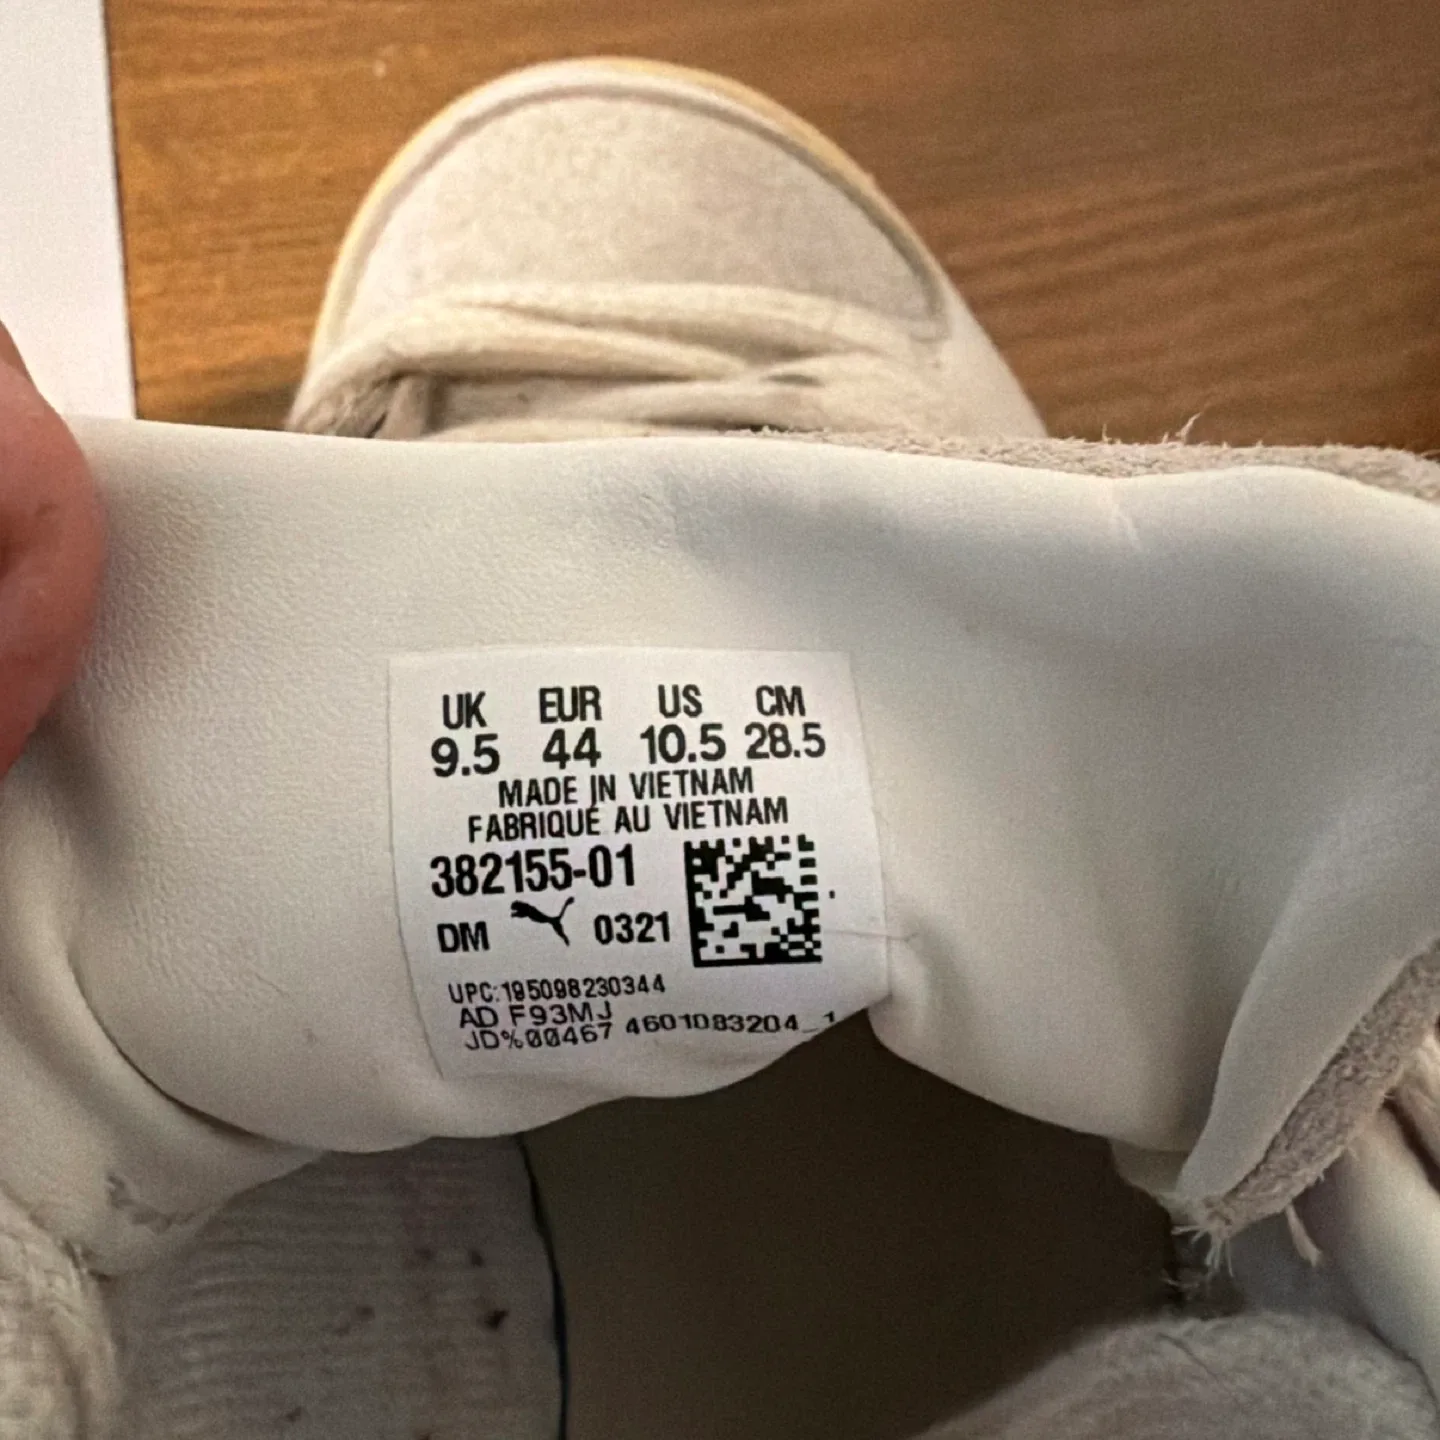 UK EUR US CM
9.5 44 10.5 28.5
MADE IN VIETNAM
FABRIQUÉ AU VIETNAM
382155-01
DM 0321
UPC:195098230344
AD F93MJ
JD%00467 4601083204_1